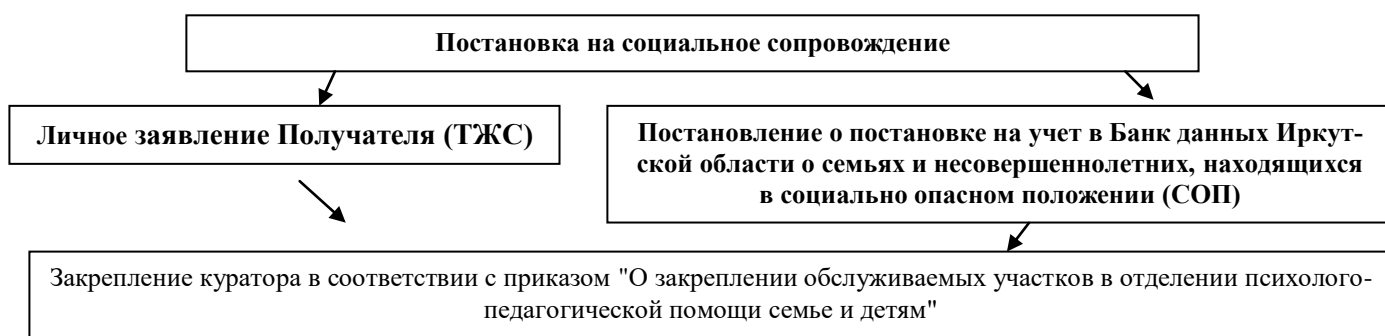 Постановка на социальное сопровождение
Личное заявление Получателя (ТЖС)
Постановление о постановке на учет в Банк данных Иркут-
ской области о семьях и несовершеннолетних, находящихся
в социально опасном положении (СОП)
Закрепление куратора в соответствии с приказом "О закреплении обслуживаемых участков в отделении психолого-
педагогической помощи семье и детям"